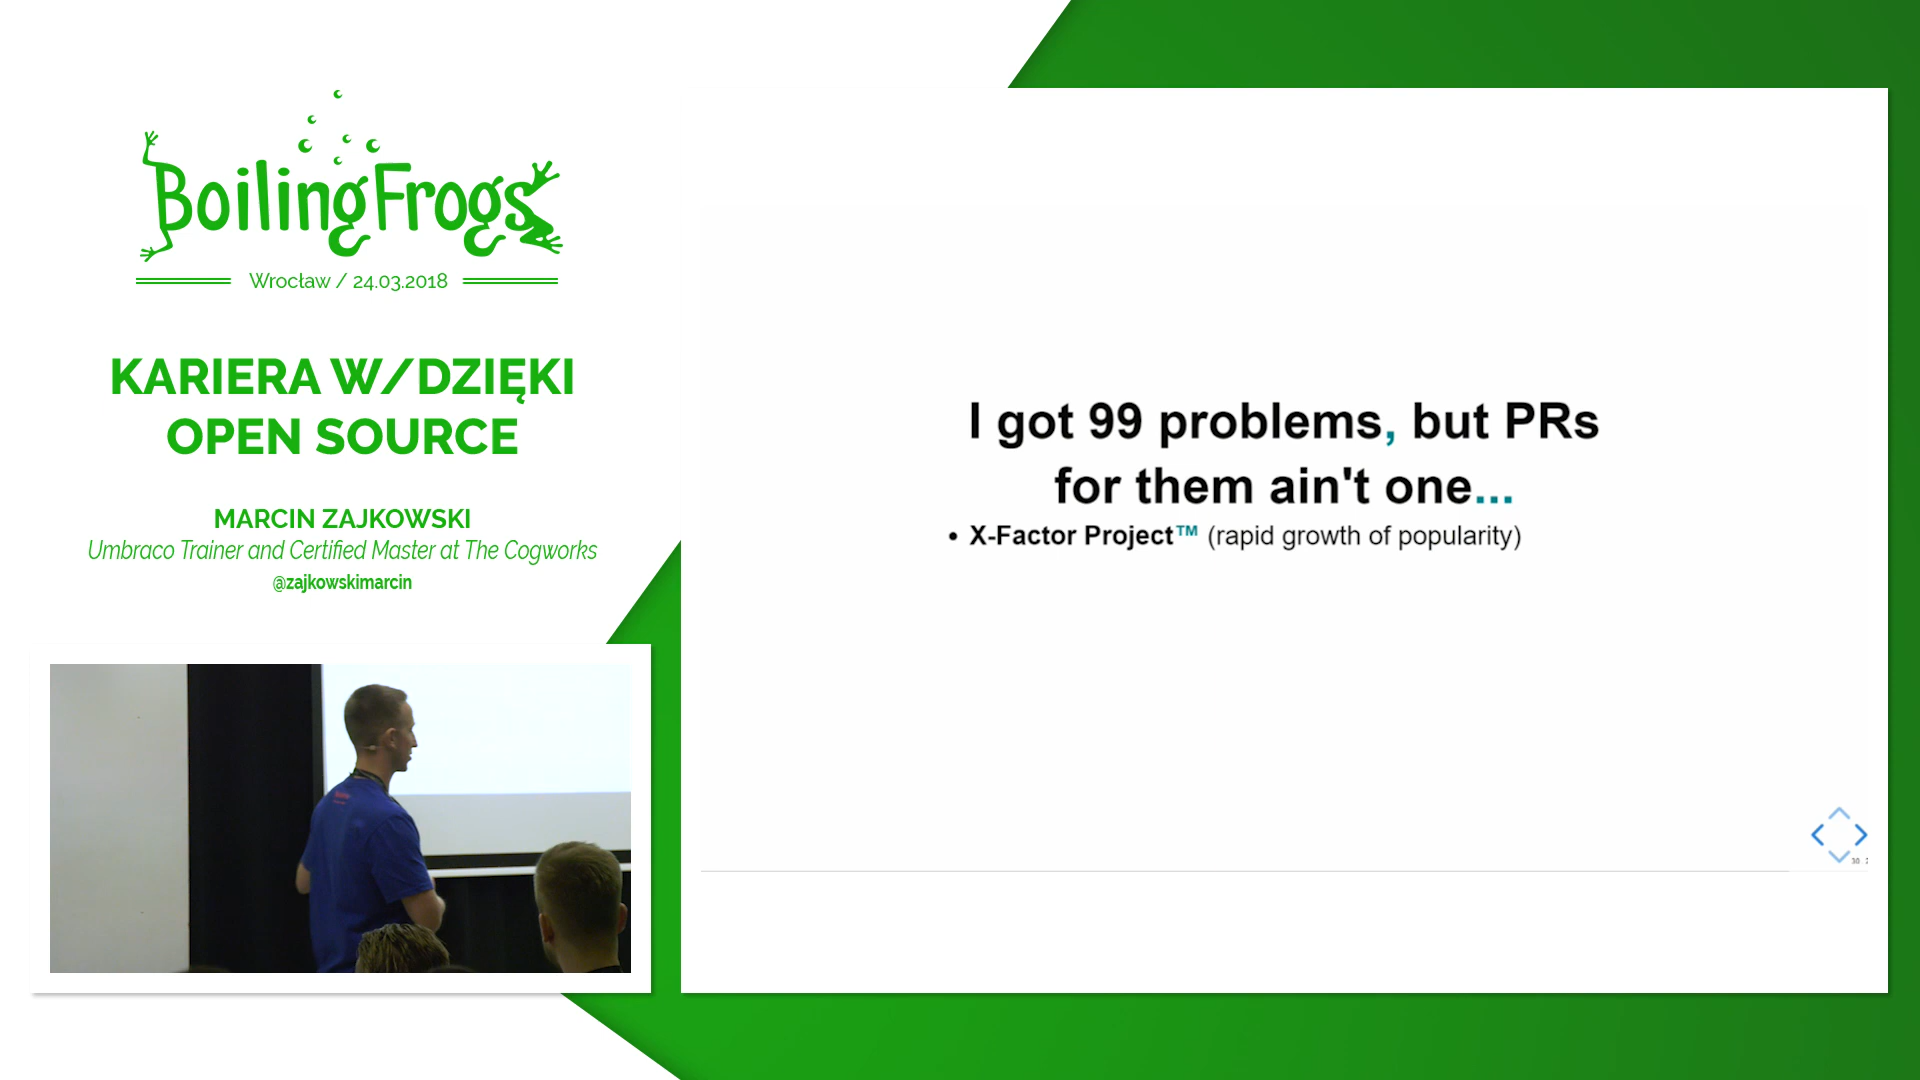 BoilingFrogs
Wrocław / 24.03.2018
KARIERA W/DZIĘKI
OPEN SOURCE
MARCIN ZAJKOWSKI
Umbraco Trainer and Certified Master at The Cogworks
@zajkowskimarcin
I got 99 problems, but PRs
for them ain't one...
• X-Factor Project™ (rapid growth of popularity)